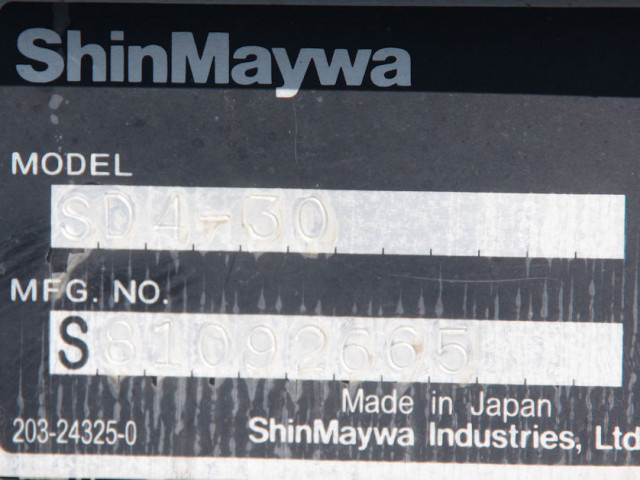 ShinMaywa
MODEL
SD4-30
MFG. NO.
S81092665
Made in Japan
203-24325-0 ShinMaywa Industries, Ltd